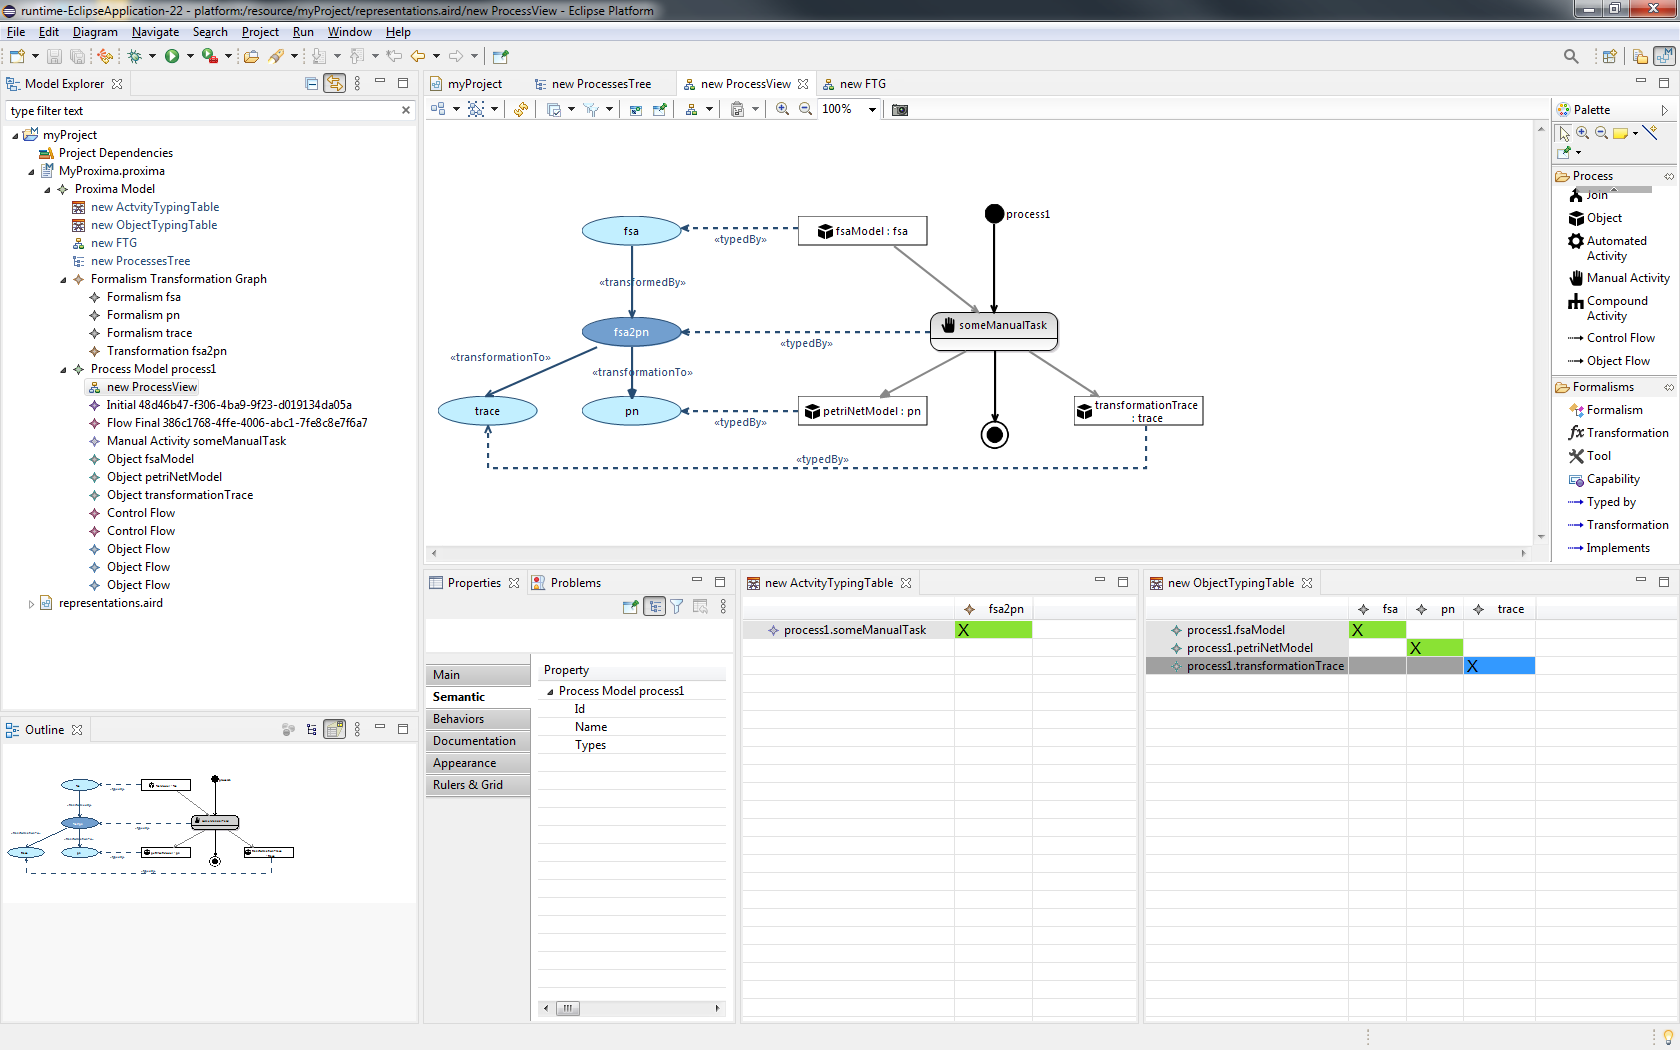 runtime-EclipseApplication-22 - platform:/resource/myProject/representations.aird/new ProcessView - Eclipse Platform
File Edit Diagram Navigate Search Project Run Window Help
Model Explorer
type filter text
myProject
Project Dependencies
MyProxima.proxima
Proxima Model
new ActvityTypingTable
new ObjectTypingTable
new FTG
new ProcessesTree
Formalism Transformation Graph
Formalism fsa
Formalism pn
Formalism trace
Transformation fsa2pn
Process Model process1
new ProcessView
Initial 48d46b47-f306-4ba9-9f23-d019134da05a
Flow Final 386c1768-4ffe-4006-abc1-7fe8c8e7f6a7
Manual Activity someManualTask
Object fsaModel
Object petriNetModel
Object transformationTrace
Control Flow
Control Flow
Object Flow
Object Flow
Object Flow
representations.aird
Outline
myProject new ProcessesTree new ProcessView new FTG
100%
process1
fsa
«typedBy»
fsaModel : fsa
«transformedBy»
fsa2pn
«typedBy»
someManualTask
«transformationTo»
«transformationTo»
trace
pn
«typedBy»
petriNetModel : pn
transformationTrace
: trace
«typedBy»
Palette
Process
Join
Object
Automated
Activity
Manual Activity
Compound
Activity
Control Flow
Object Flow
Formalisms
Formalism
Transformation
Tool
Capability
Typed by
Transformation
Implements
Properties Problems
Main
Semantic
Behaviors
Documentation
Appearance
Rulers & Grid
Property
Process Model process1
Id
Name
Types
new ActvityTypingTable
fsa2pn
process1.someManualTask X
new ObjectTypingTable
fsa pn trace
process1.fsaModel X
process1.petriNetModel X
process1.transformationTrace X